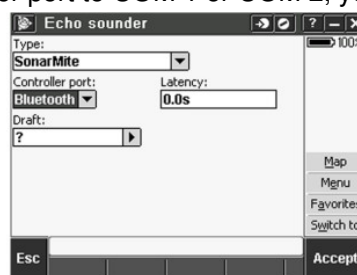 port to COM 1 or COM 2, y
Echo sounder ? – X
Type: 100%
SonarMite
Controller port: Latency:
Bluetooth 0.0s
Draft:
?
Map
Menu
Favorites
Switch to
Esc Accept